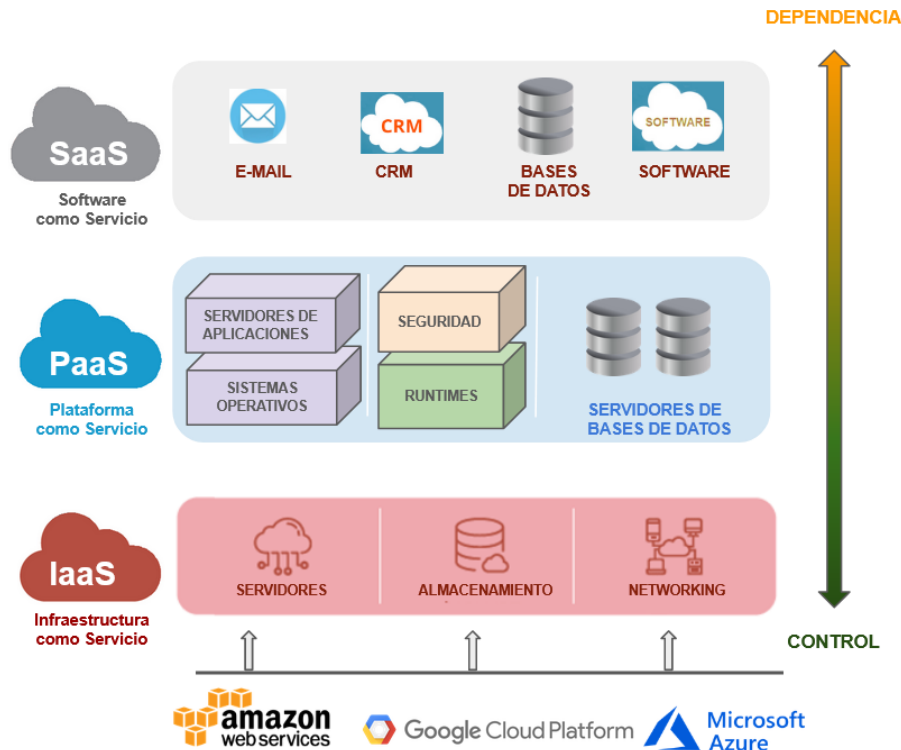 DEPENDENCIA
SaaS
Software
como Servicio
E-MAIL
CRM
CRM
BASES
DE DATOS
SOFTWARE
SOFTWARE
PaaS
Plataforma
como Servicio
SERVIDORES DE
APLICACIONES
SISTEMAS
OPERATIVOS
SEGURIDAD
RUNTIMES
SERVIDORES DE
BASES DE DATOS
IaaS
Infraestructura
como Servicio
SERVIDORES
ALMACENAMIENTO
NETWORKING
CONTROL
amazon
webservices
Google Cloud Platform
Microsoft
Azure